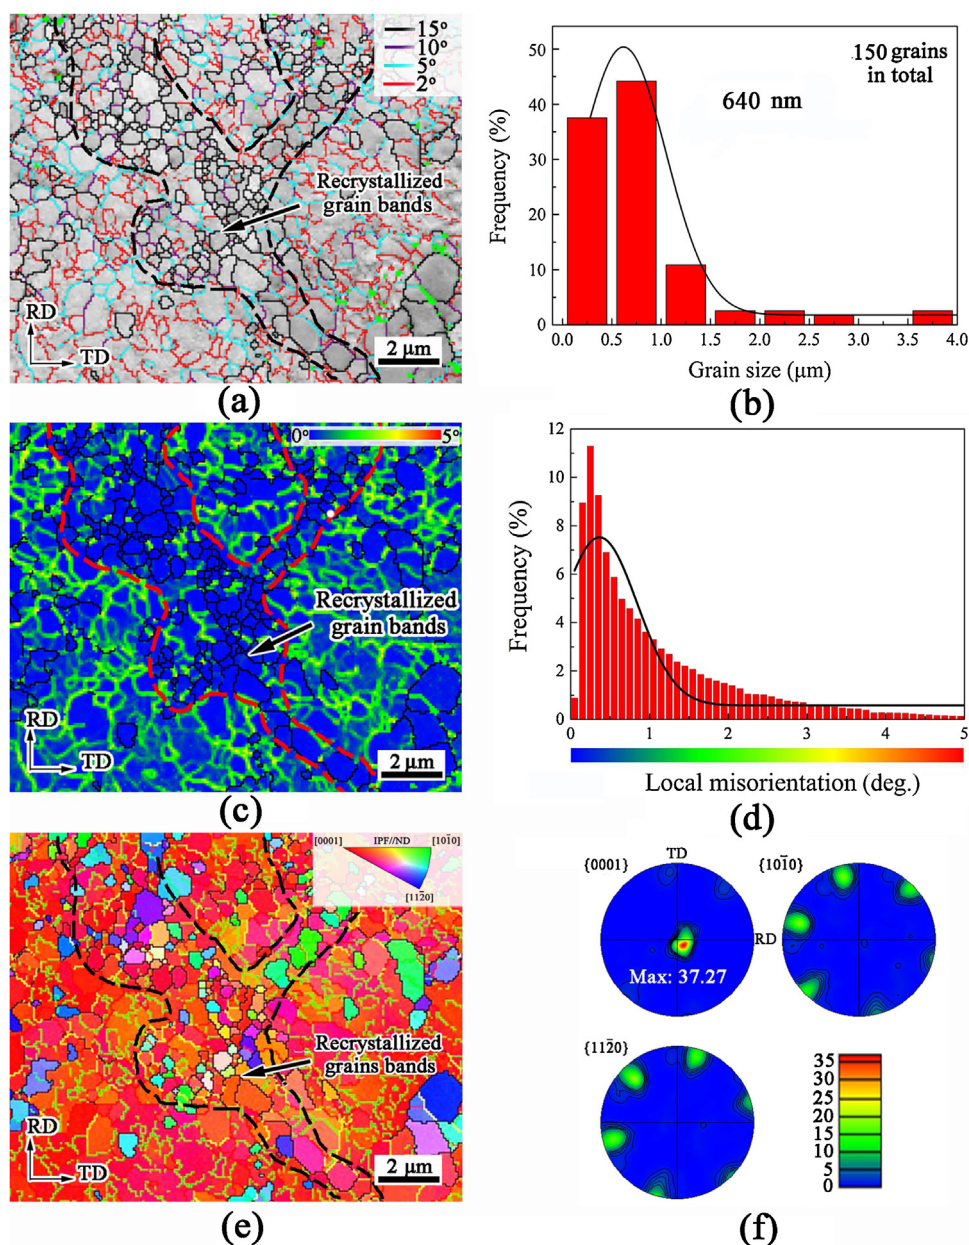 15°
10°
5°
2°
Recrystallized
grain bands
RD
TD
2 μm
(a)
150 grains
in total
640 nm
Frequency (%)
50
40
30
20
10
0
0.0 0.5 1.0 1.5 2.0 2.5 3.0 3.5 4.0
Grain size (μm)
(b)
0° 5°
Recrystallized
grain bands
RD
TD
2 μm
(c)
Frequency (%)
12
10
8
6
4
2
0
0 1 2 3 4 5
Local misorientation (deg.)
(d)
[0001] IPF//ND [101̄0]
[112̄0]
Recrystallized
grains bands
RD
TD
2 μm
(e)
{0001} TD {101̄0}
RD
Max: 37.27
{112̄0}
35
30
25
20
15
10
5
0
(f)